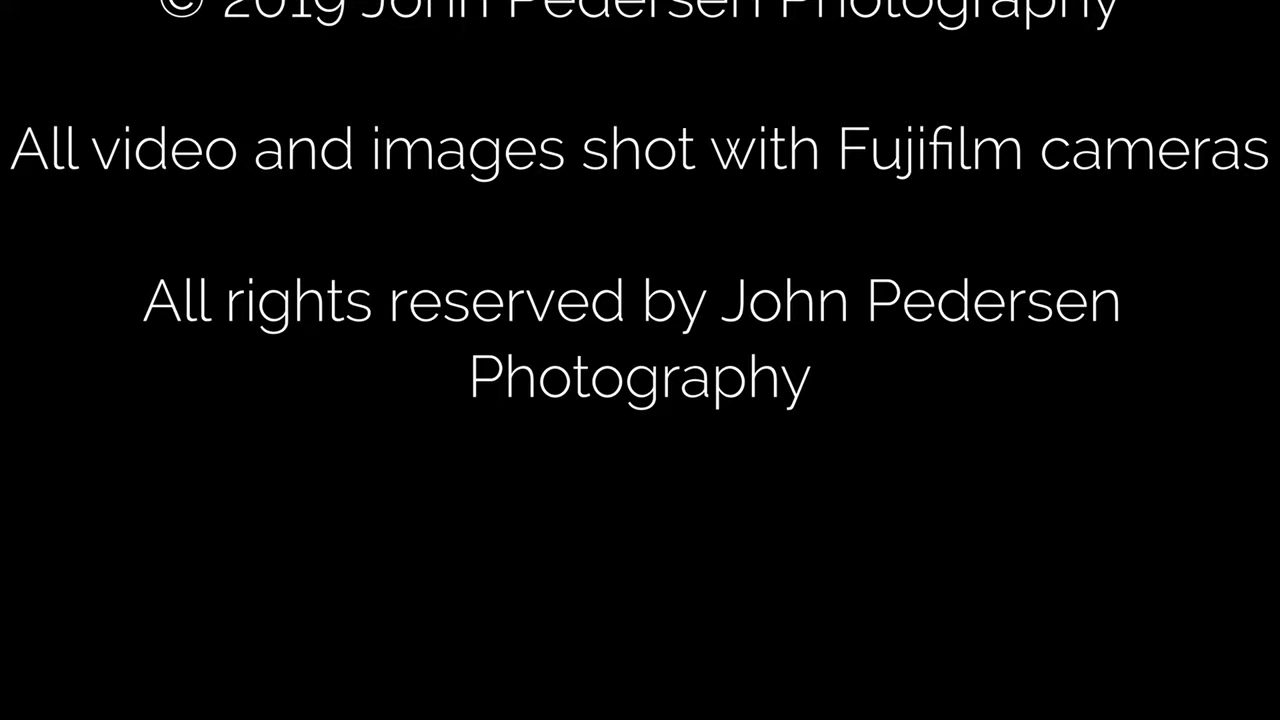 © 2019 John Pedersen Photography
All video and images shot with Fujifilm cameras
All rights reserved by John Pedersen
Photography